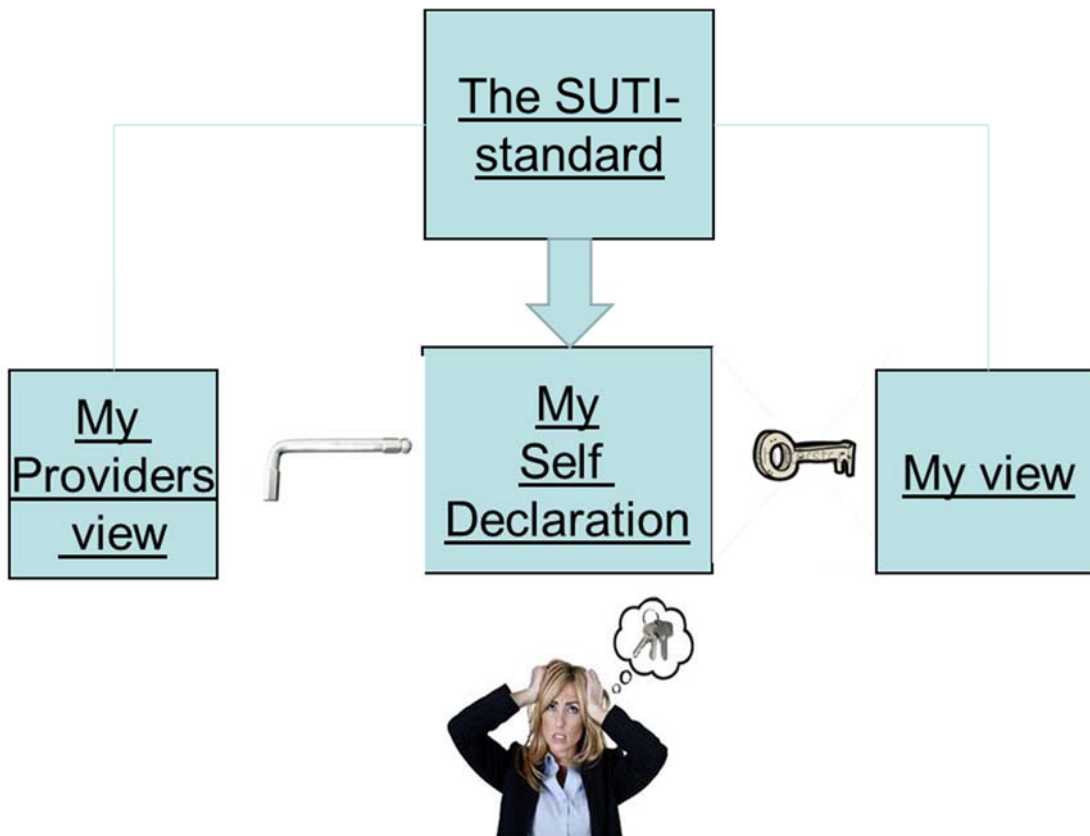 The SUTI-
standard
My
Providers
view
My
Self
Declaration
My view